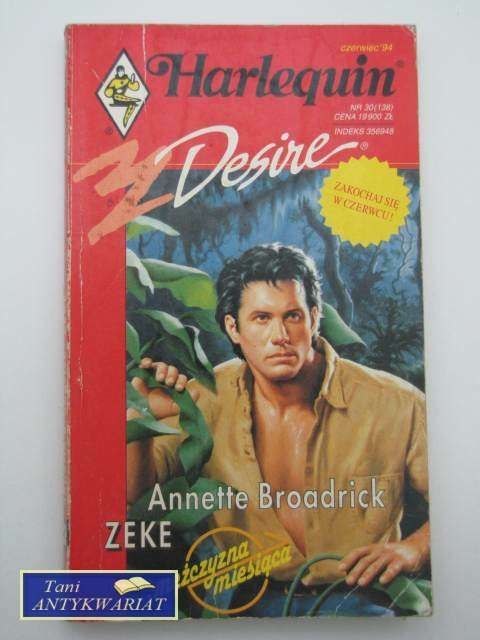 Harlequin®
czerwiec '94
NR 30(138)
CENA 19 900 ZŁ
INDEKS 356948
Desire®
ZAKOCHAJ SIĘ
W CZERWCU!
Annette Broadrick
ZEKE
miesiąca
Tani
ANTYKWARIAT